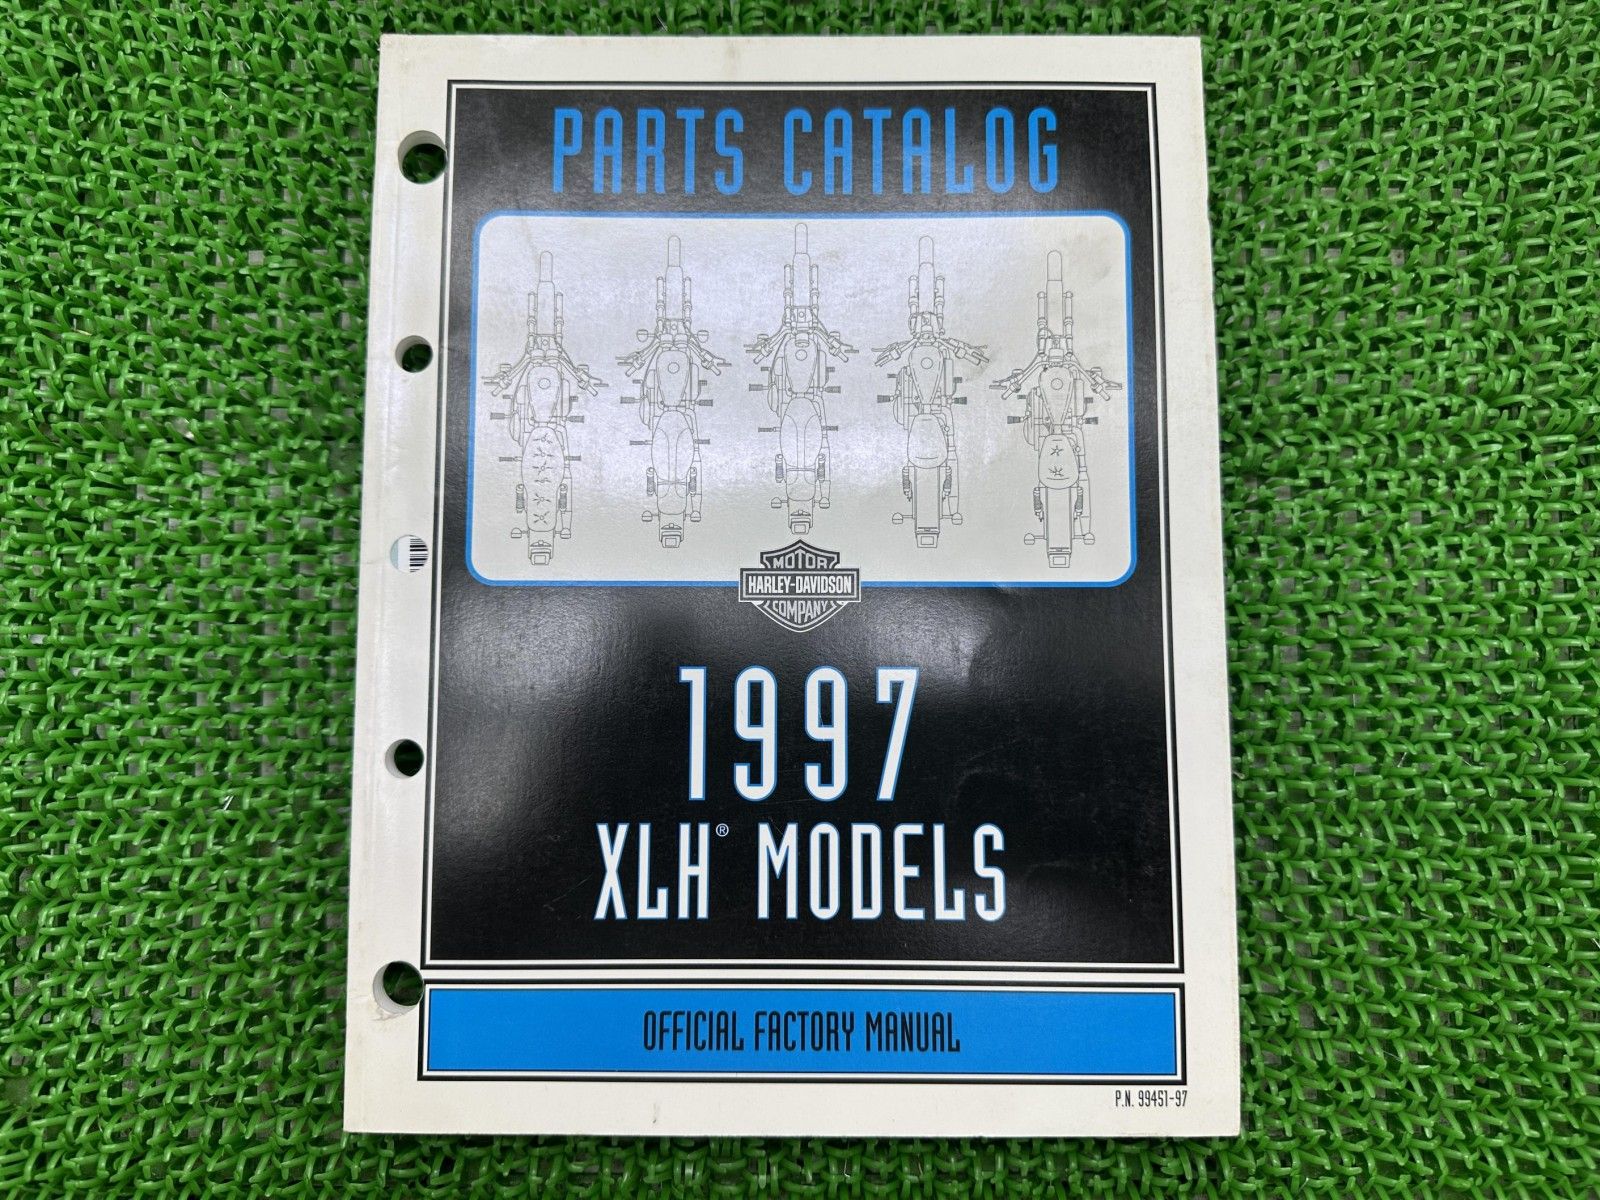 PARTS CATALOG
MOTOR
HARLEY-DAVIDSON
COMPANY
1997
XLH® MODELS
OFFICIAL FACTORY MANUAL
P.N. 99451-97